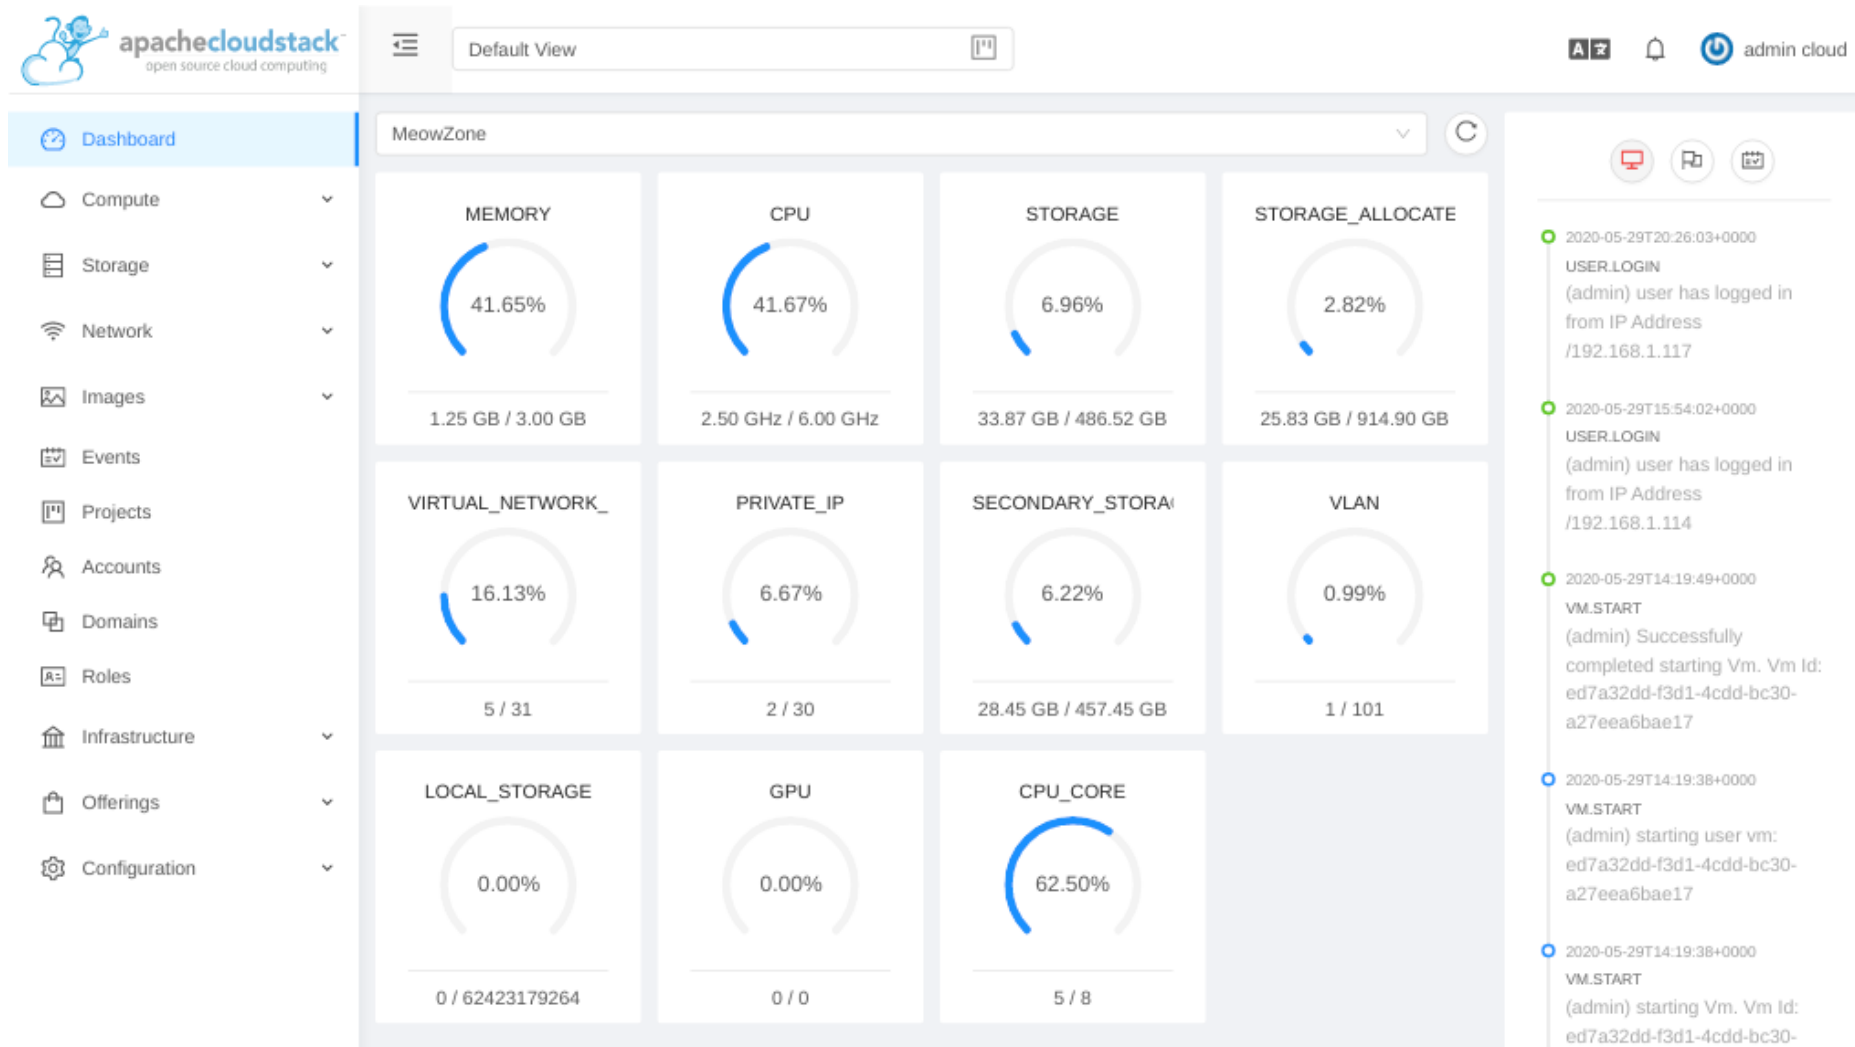 apachecloudstack
open source cloud computing
Default View
admin cloud
Dashboard
Compute
Storage
Network
Images
Events
Projects
Accounts
Domains
Roles
Infrastructure
Offerings
Configuration
MeowZone
MEMORY
41.65%
1.25 GB / 3.00 GB
CPU
41.67%
2.50 GHz / 6.00 GHz
STORAGE
6.96%
33.87 GB / 486.52 GB
STORAGE_ALLOCATE
2.82%
25.83 GB / 914.90 GB
VIRTUAL_NETWORK_
16.13%
5 / 31
PRIVATE_IP
6.67%
2 / 30
SECONDARY_STORA
6.22%
28.45 GB / 457.45 GB
VLAN
0.99%
1 / 101
LOCAL_STORAGE
0.00%
0 / 62423179264
GPU
0.00%
0 / 0
CPU_CORE
62.50%
5 / 8
2020-05-29T20:26:03+0000
USER.LOGIN
(admin) user has logged in
from IP Address
/192.168.1.117
2020-05-29T15:54:02+0000
USER.LOGIN
(admin) user has logged in
from IP Address
/192.168.1.114
2020-05-29T14:19:49+0000
VM.START
(admin) Successfully
completed starting Vm. Vm Id:
ed7a32dd-f3d1-4cdd-bc30-
a27eea6bae17
2020-05-29T14:19:38+0000
VM.START
(admin) starting user vm:
ed7a32dd-f3d1-4cdd-bc30-
a27eea6bae17
2020-05-29T14:19:38+0000
VM.START
(admin) starting Vm. Vm Id:
ed7a32dd-f3d1-4cdd-bc30-